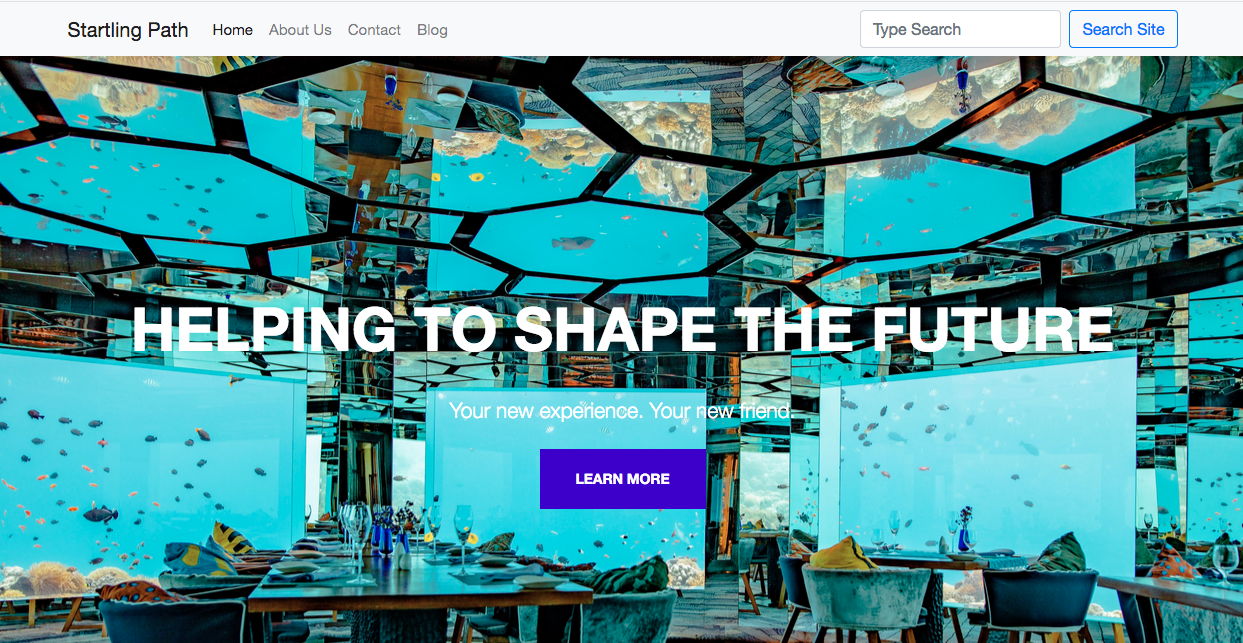 Startling Path Home About Us Contact Blog Type Search Search Site
HELPING TO SHAPE THE FUTURE
Your new experience. Your new friend.
LEARN MORE